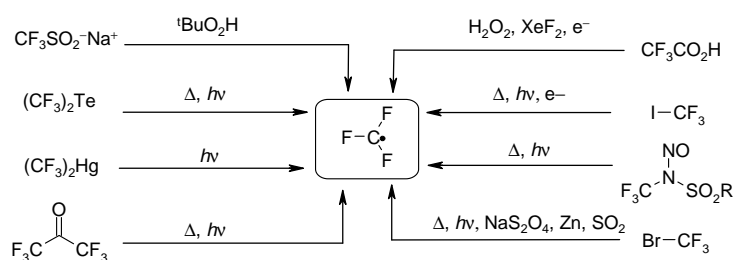 CF₃SO₂⁻Na⁺
ᵗBuO₂H
H₂O₂, XeF₂, e⁻
CF₃CO₂H
(CF₃)₂Te
Δ, hν
Δ, hν, e–
I–CF₃
F
F–C•
F
(CF₃)₂Hg
hν
Δ, hν
NO
N
F₃C SO₂R
O
F₃C CF₃
Δ, hν
Δ, hν, NaS₂O₄, Zn, SO₂
Br–CF₃